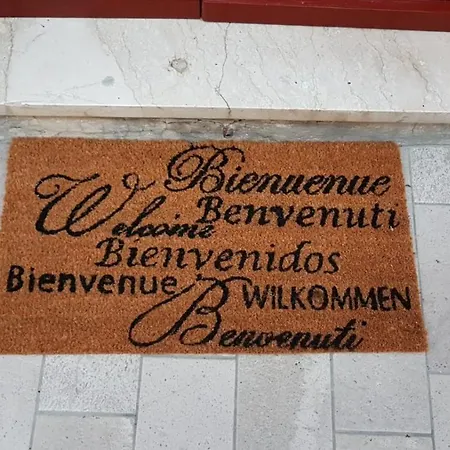 Bienvenue
Welcome
Benvenuti
Bienvenidos
Bienvenue
WILKOMMEN
Benvenuti